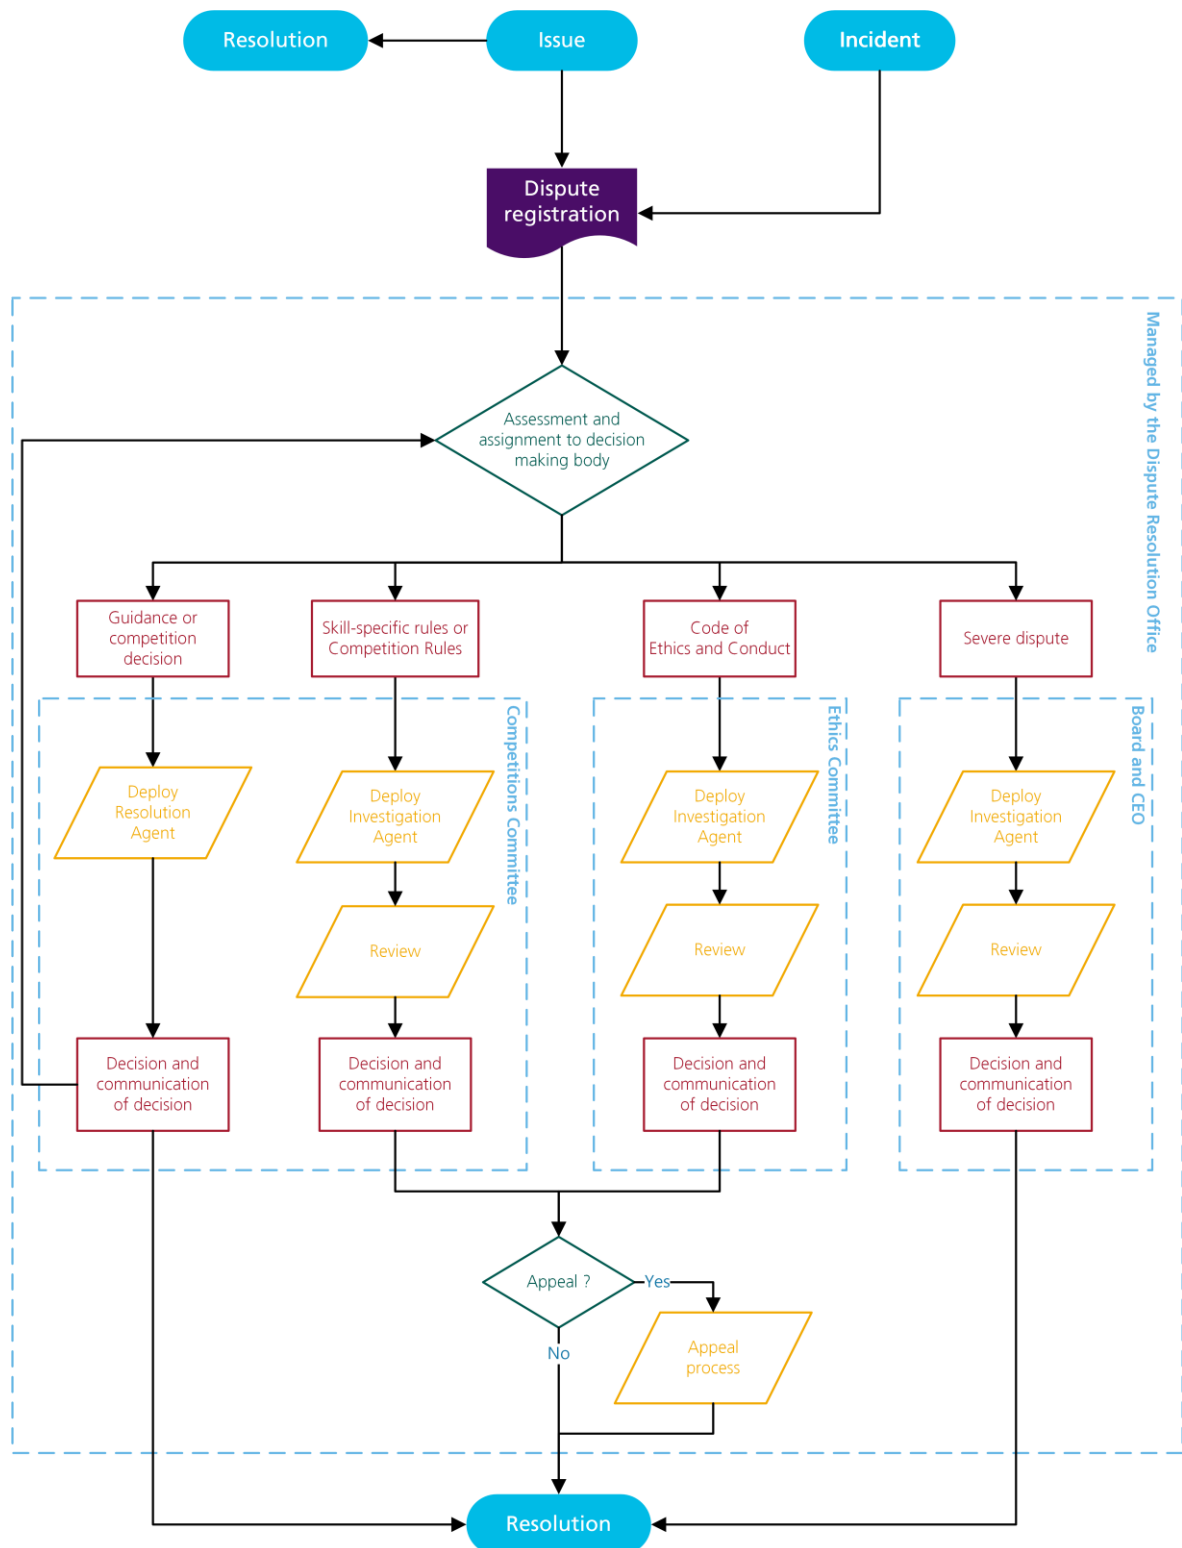 Resolution
Issue
Incident
Dispute
registration
Managed by the Dispute Resolution Office
Assessment and
assignment to decision
making body
Guidance or
competition
decision
Skill-specific rules or
Competition Rules
Code of
Ethics and Conduct
Severe dispute
Competitions Committee
Ethics Committee
Board and CEO
Deploy
Resolution
Agent
Deploy
Investigation
Agent
Deploy
Investigation
Agent
Deploy
Investigation
Agent
Review
Review
Review
Decision and
communication
of decision
Decision and
communication
of decision
Decision and
communication
of decision
Decision and
communication
of decision
Appeal ?
Yes
No
Appeal
process
Resolution